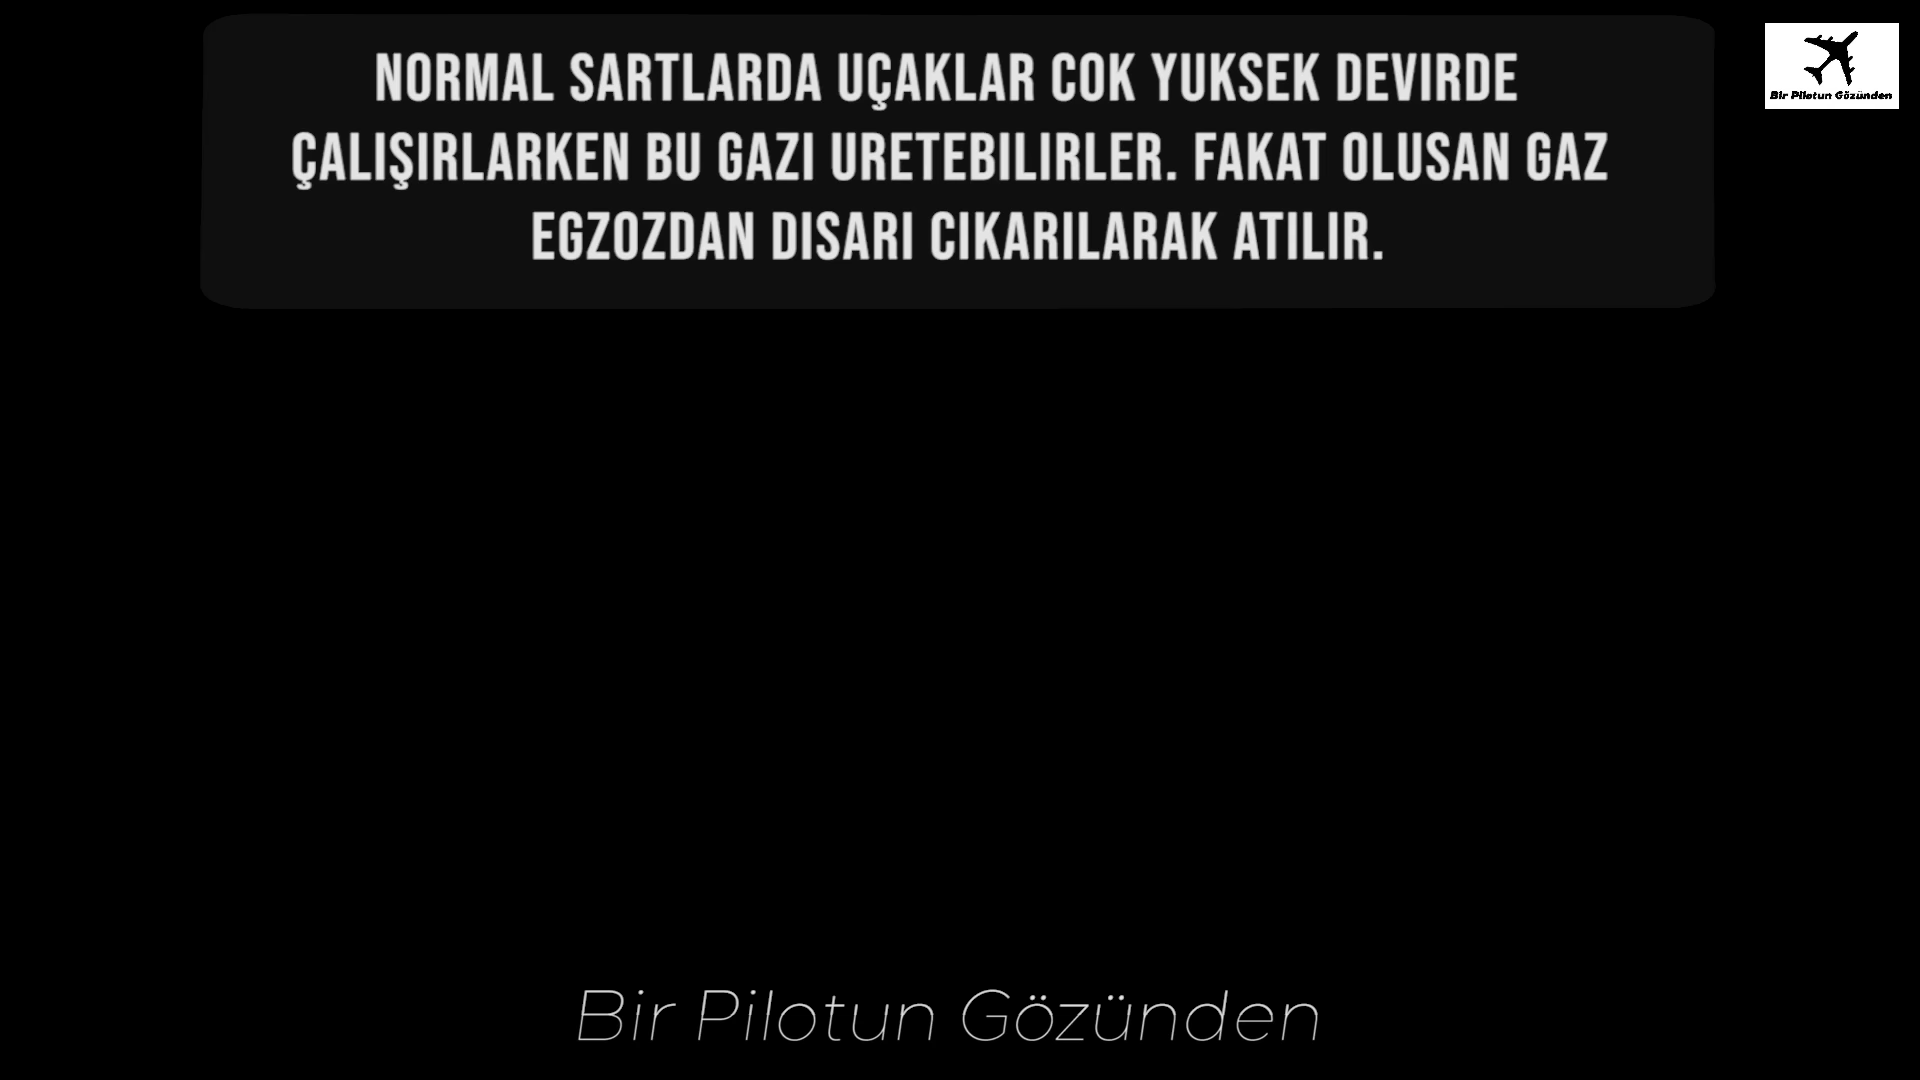 NORMAL SARTLARDA UÇAKLAR COK YUKSEK DEVIRDE
ÇALIŞIRLARKEN BU GAZI URETEBILIRLER. FAKAT OLUSAN GAZ
EGZOZDAN DISARI CIKARILARAK ATILIR.
Bir Pilotun Gözünden
Bir Pilotun Gözünden